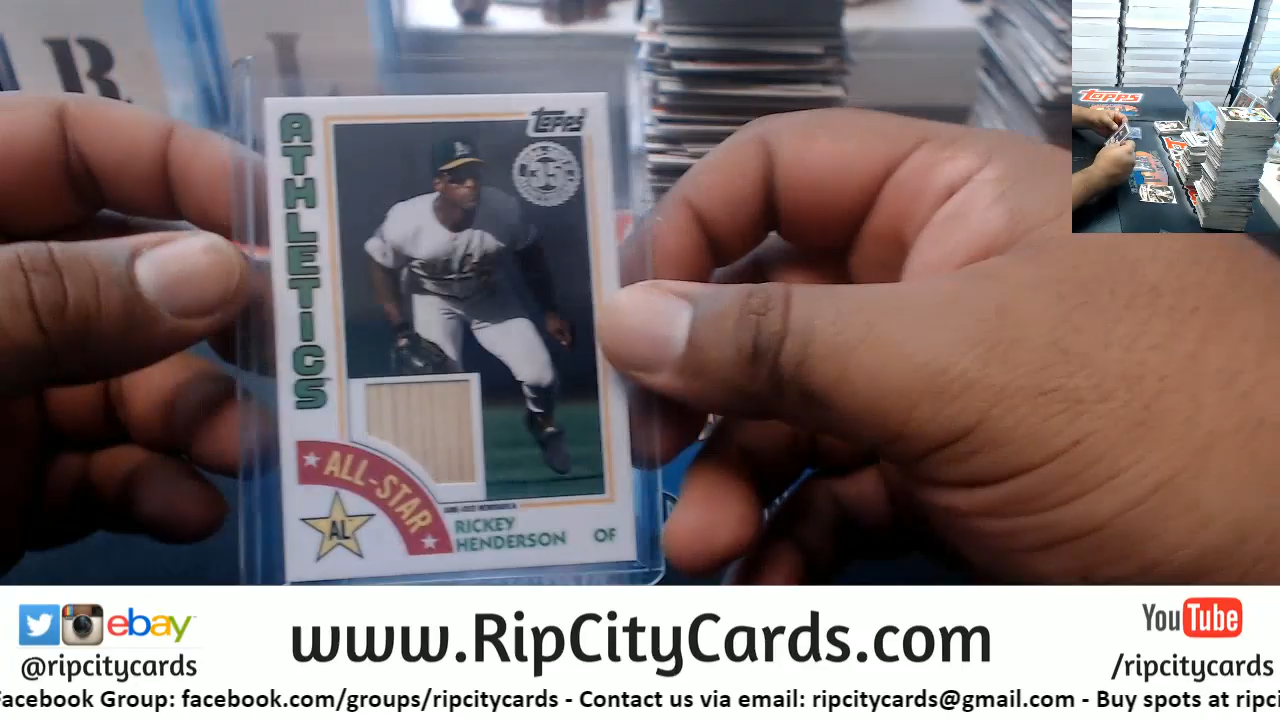 R L
ATHLETICS
topps
35
ALL-STAR
AL
RICKEY
HENDERSON OF
topps
ebay
@ripcitycards
www.RipCityCards.com
YouTube
/ripcitycards
Facebook Group: facebook.com/groups/ripcitycards - Contact us via email: ripcitycards@gmail.com - Buy spots at ripci